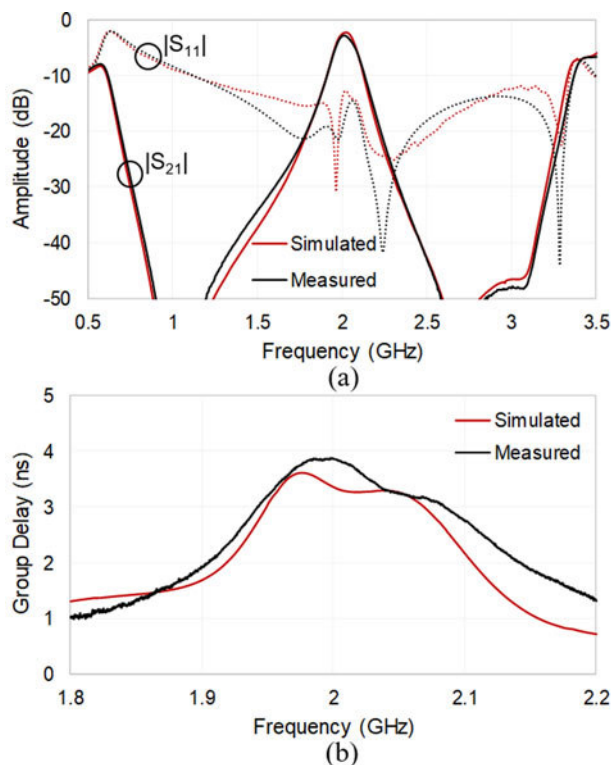 0
-10
-20
-30
-40
-50
Amplitude (dB)
|S11|
|S21|
Simulated
Measured
0.5 1 1.5 2 2.5 3 3.5
Frequency (GHz)
(a)
5
4
3
2
1
0
Group Delay (ns)
Simulated
Measured
1.8 1.9 2 2.1 2.2
Frequency (GHz)
(b)